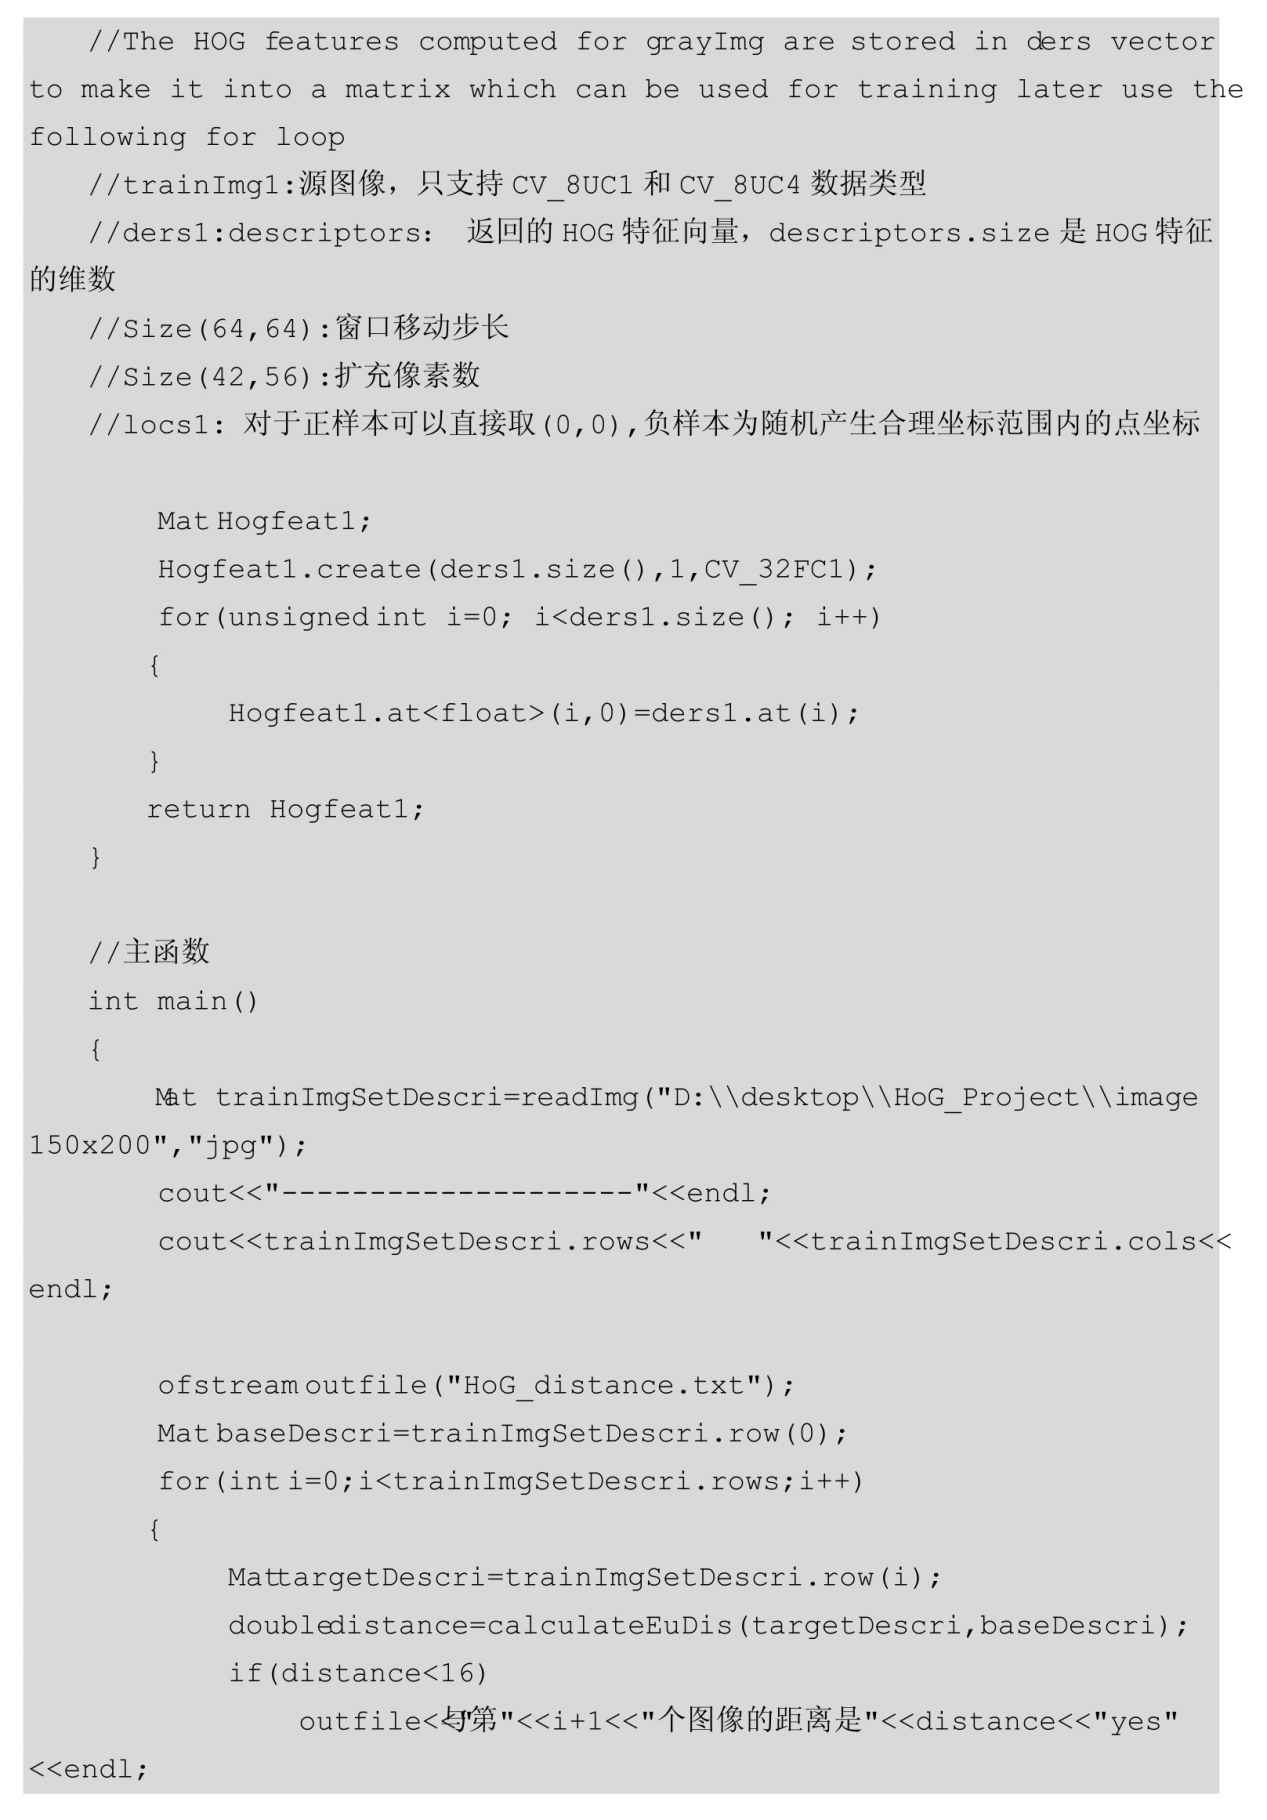 //The HOG features computed for grayImg are stored in ders vector
to make it into a matrix which can be used for training later use the
following for loop
//trainImg1:源图像，只支持 CV_8UC1 和 CV_8UC4 数据类型
//ders1:descriptors： 返回的 HOG 特征向量，descriptors.size 是 HOG 特征
的维数
//Size(64,64):窗口移动步长
//Size(42,56):扩充像素数
//locs1: 对于正样本可以直接取(0,0),负样本为随机产生合理坐标范围内的点坐标
Mat Hogfeat1;
Hogfeat1.create(ders1.size(),1,CV_32FC1);
for(unsigned int i=0; i<ders1.size(); i++)
{
Hogfeat1.at<float>(i,0)=ders1.at(i);
}
return Hogfeat1;
}
//主函数
int main()
{
Mat trainImgSetDescri=readImg("D:\\desktop\\HoG_Project\\image
150x200","jpg");
cout<<"--------------------"<<endl;
cout<<trainImgSetDescri.rows<<"   "<<trainImgSetDescri.cols<<
endl;
ofstream outfile("HoG_distance.txt");
Mat baseDescri=trainImgSetDescri.row(0);
for(int i=0;i<trainImgSetDescri.rows;i++)
{
Mat targetDescri=trainImgSetDescri.row(i);
double distance=calculateEuDis(targetDescri,baseDescri);
if(distance<16)
outfile<<"与第"<<i+1<<"个图像的距离是"<<distance<<"yes"
<<endl;